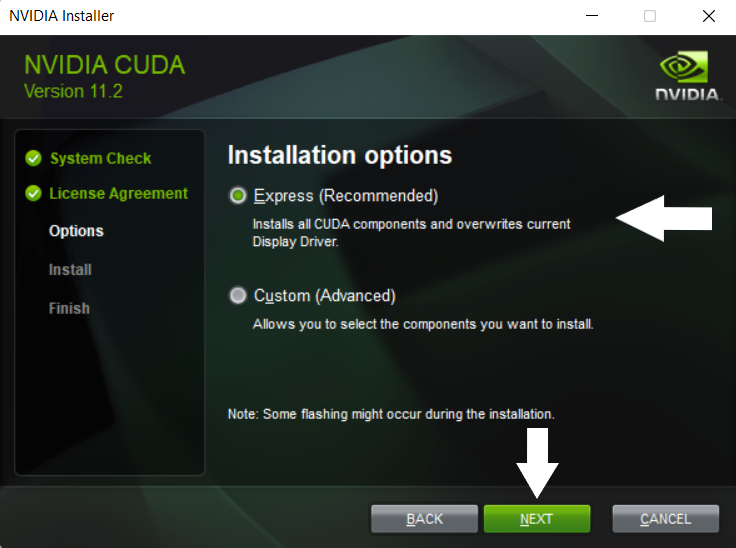 NVIDIA Installer
NVIDIA CUDA
Version 11.2
NVIDIA.
System Check
License Agreement
Options
Install
Finish
Installation options
Express (Recommended)
Installs all CUDA components and overwrites current
Display Driver.
Custom (Advanced)
Allows you to select the components you want to install.
Note: Some flashing might occur during the installation.
BACK
NEXT
CANCEL